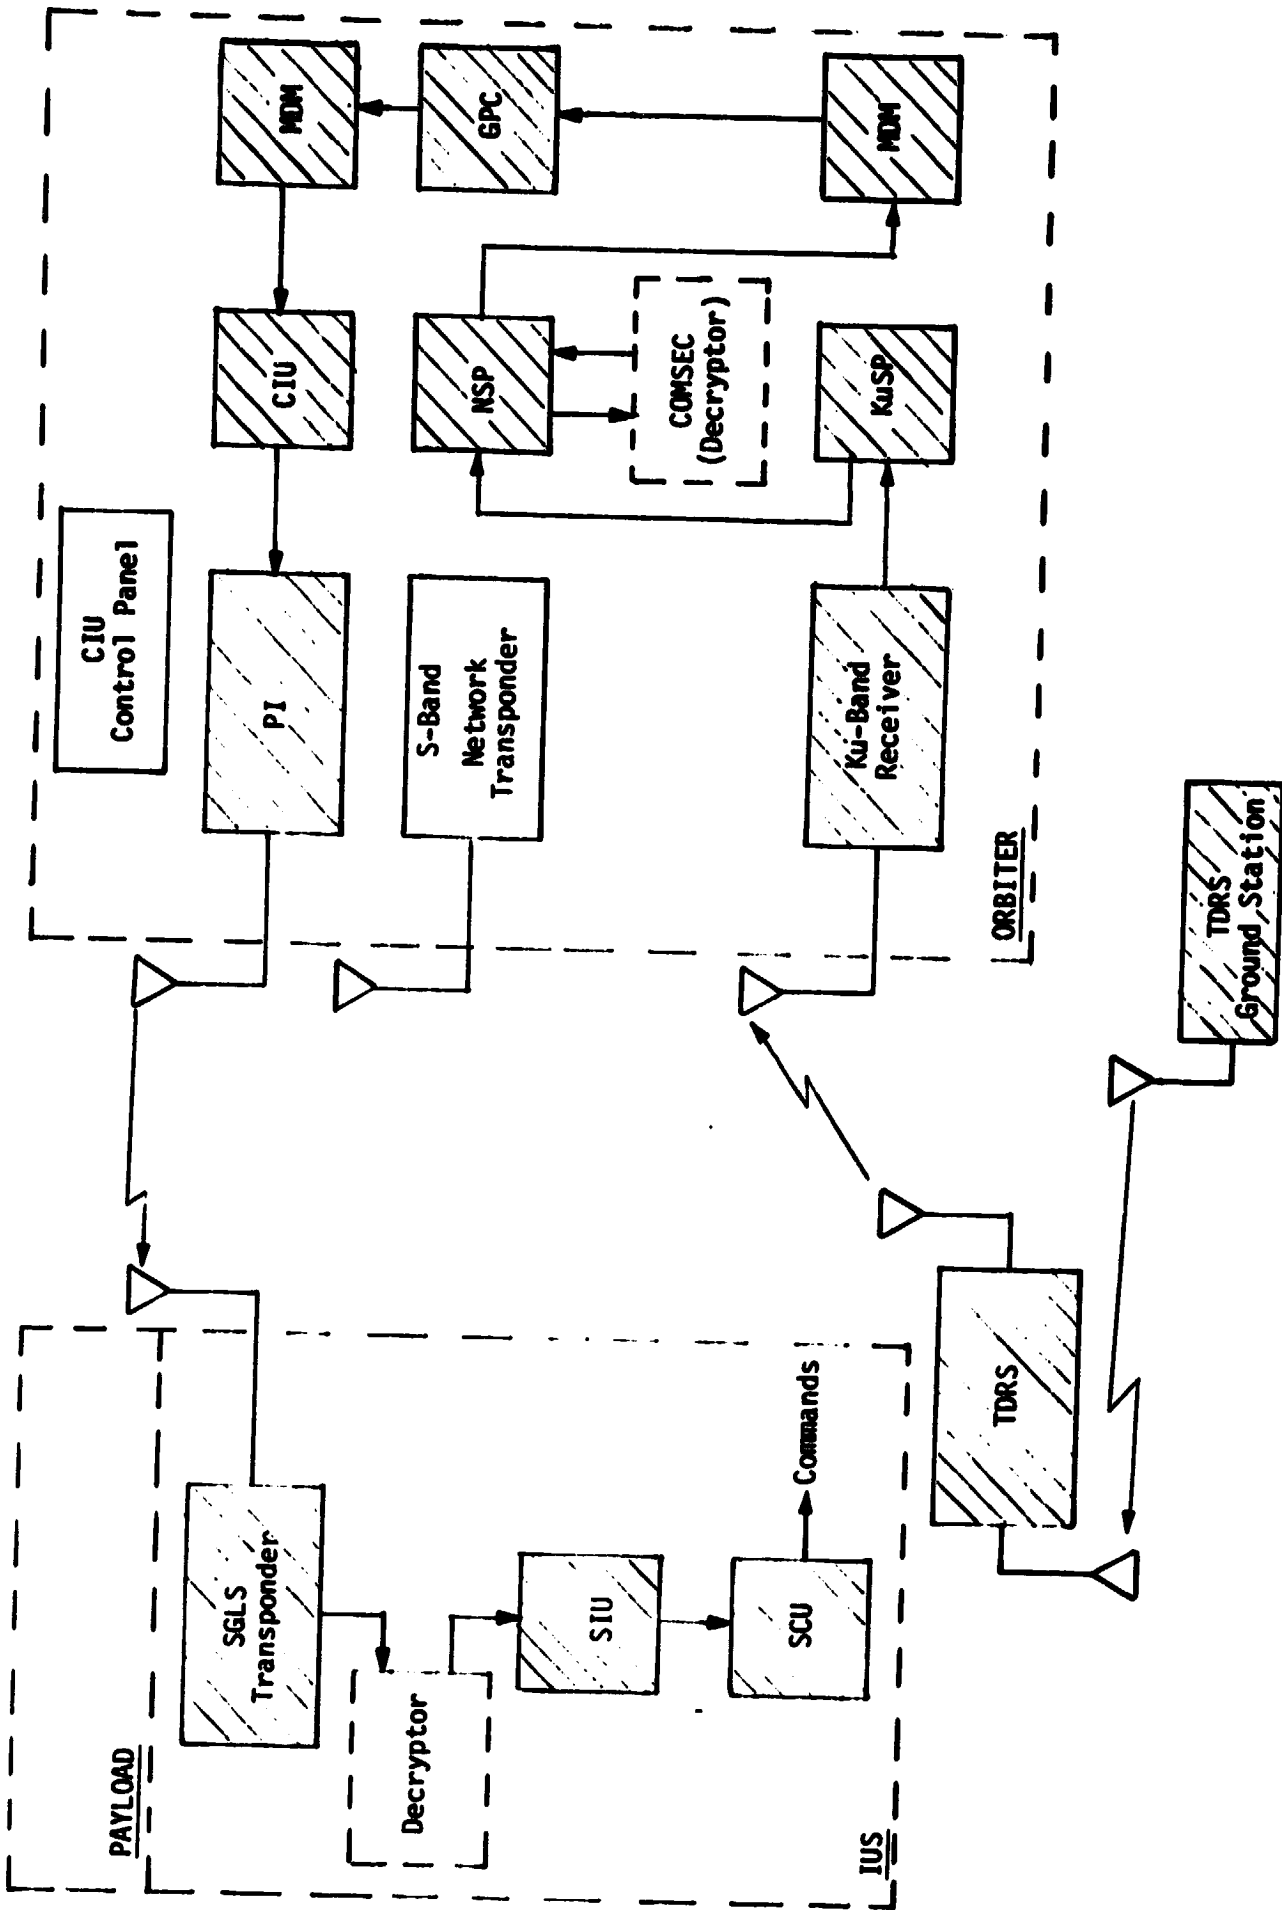 PAYLOAD
SGLS
Transponder
Decryptor
SIU
SCU
Commands
IUS
CIU
Control Panel
PI
CIU
MDM
S-Band
Network
Transponder
NSP
GPC
COMSEC
(Decryptor)
Ku-Band
Receiver
KuSP
MDM
ORBITER
TDRS
TDRS
Ground Station